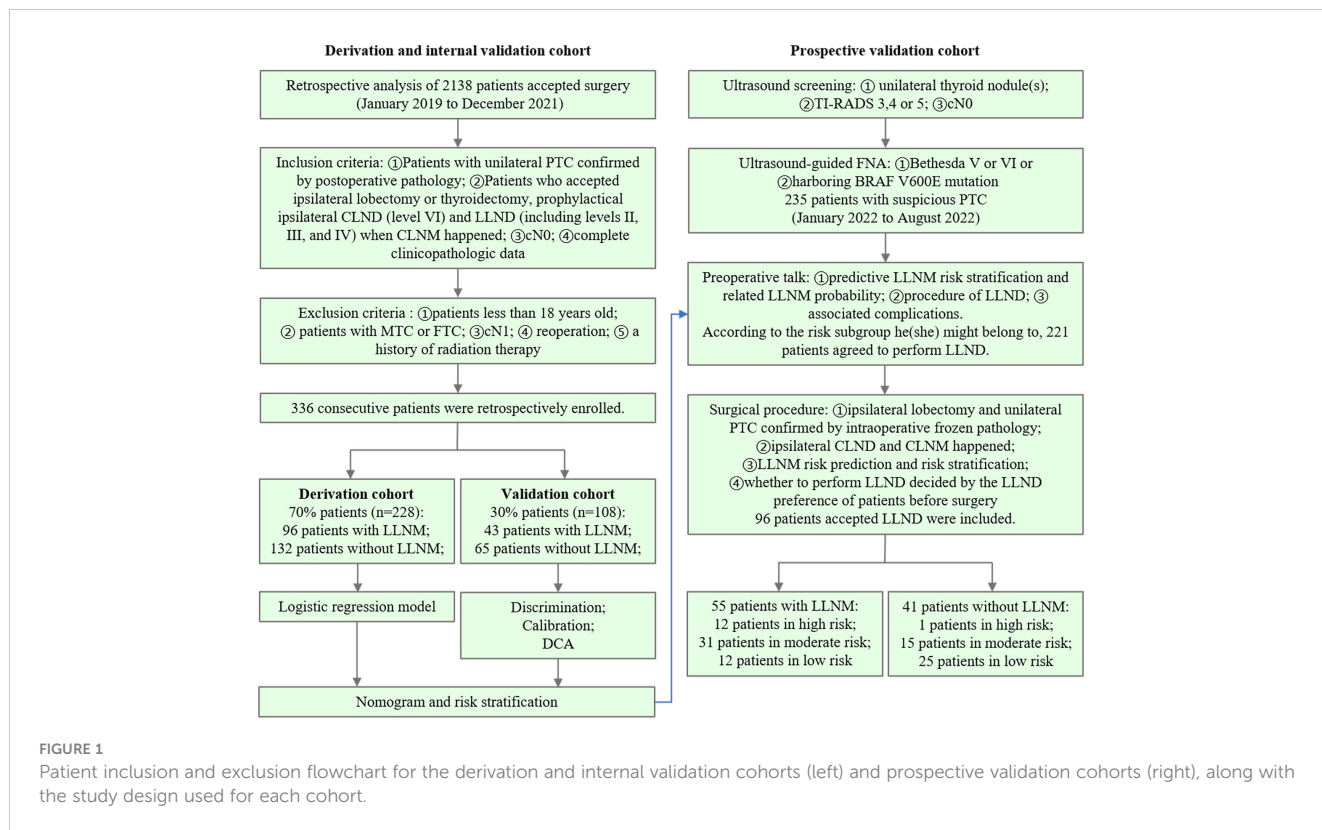 Derivation and internal validation cohort
Retrospective analysis of 2138 patients accepted surgery
(January 2019 to December 2021)
Inclusion criteria: ①Patients with unilateral PTC confirmed
by postoperative pathology; ②Patients who accepted
ipsilateral lobectomy or thyroidectomy, prophylactical
ipsilateral CLND (level VI) and LLND (including levels II,
III, and IV) when CLNM happened; ③cN0; ④complete
clinicopathologic data
Exclusion criteria : ①patients less than 18 years old;
② patients with MTC or FTC; ③cN1; ④ reoperation; ⑤ a
history of radiation therapy
336 consecutive patients were retrospectively enrolled.
Derivation cohort
70% patients (n=228):
96 patients with LLNM;
132 patients without LLNM;
Validation cohort
30% patients (n=108):
43 patients with LLNM;
65 patients without LLNM;
Logistic regression model
Discrimination;
Calibration;
DCA
Nomogram and risk stratification
Prospective validation cohort
Ultrasound screening: ① unilateral thyroid nodule(s);
②TI-RADS 3,4 or 5; ③cN0
Ultrasound-guided FNA: ①Bethesda V or VI or
②harboring BRAF V600E mutation
235 patients with suspicious PTC
(January 2022 to August 2022)
Preoperative talk: ①predictive LLNM risk stratification and
related LLNM probability; ②procedure of LLND; ③
associated complications.
According to the risk subgroup he(she) might belong to, 221
patients agreed to perform LLND.
Surgical procedure: ①ipsilateral lobectomy and unilateral
PTC confirmed by intraoperative frozen pathology;
②ipsilateral CLND and CLNM happened;
③LLNM risk prediction and risk stratification;
④whether to perform LLND decided by the LLND
preference of patients before surgery
96 patients accepted LLND were included.
55 patients with LLNM:
12 patients in high risk;
31 patients in moderate risk;
12 patients in low risk
41 patients without LLNM:
1 patients in high risk;
15 patients in moderate risk;
25 patients in low risk
FIGURE 1
Patient inclusion and exclusion flowchart for the derivation and internal validation cohorts (left) and prospective validation cohorts (right), along with
the study design used for each cohort.